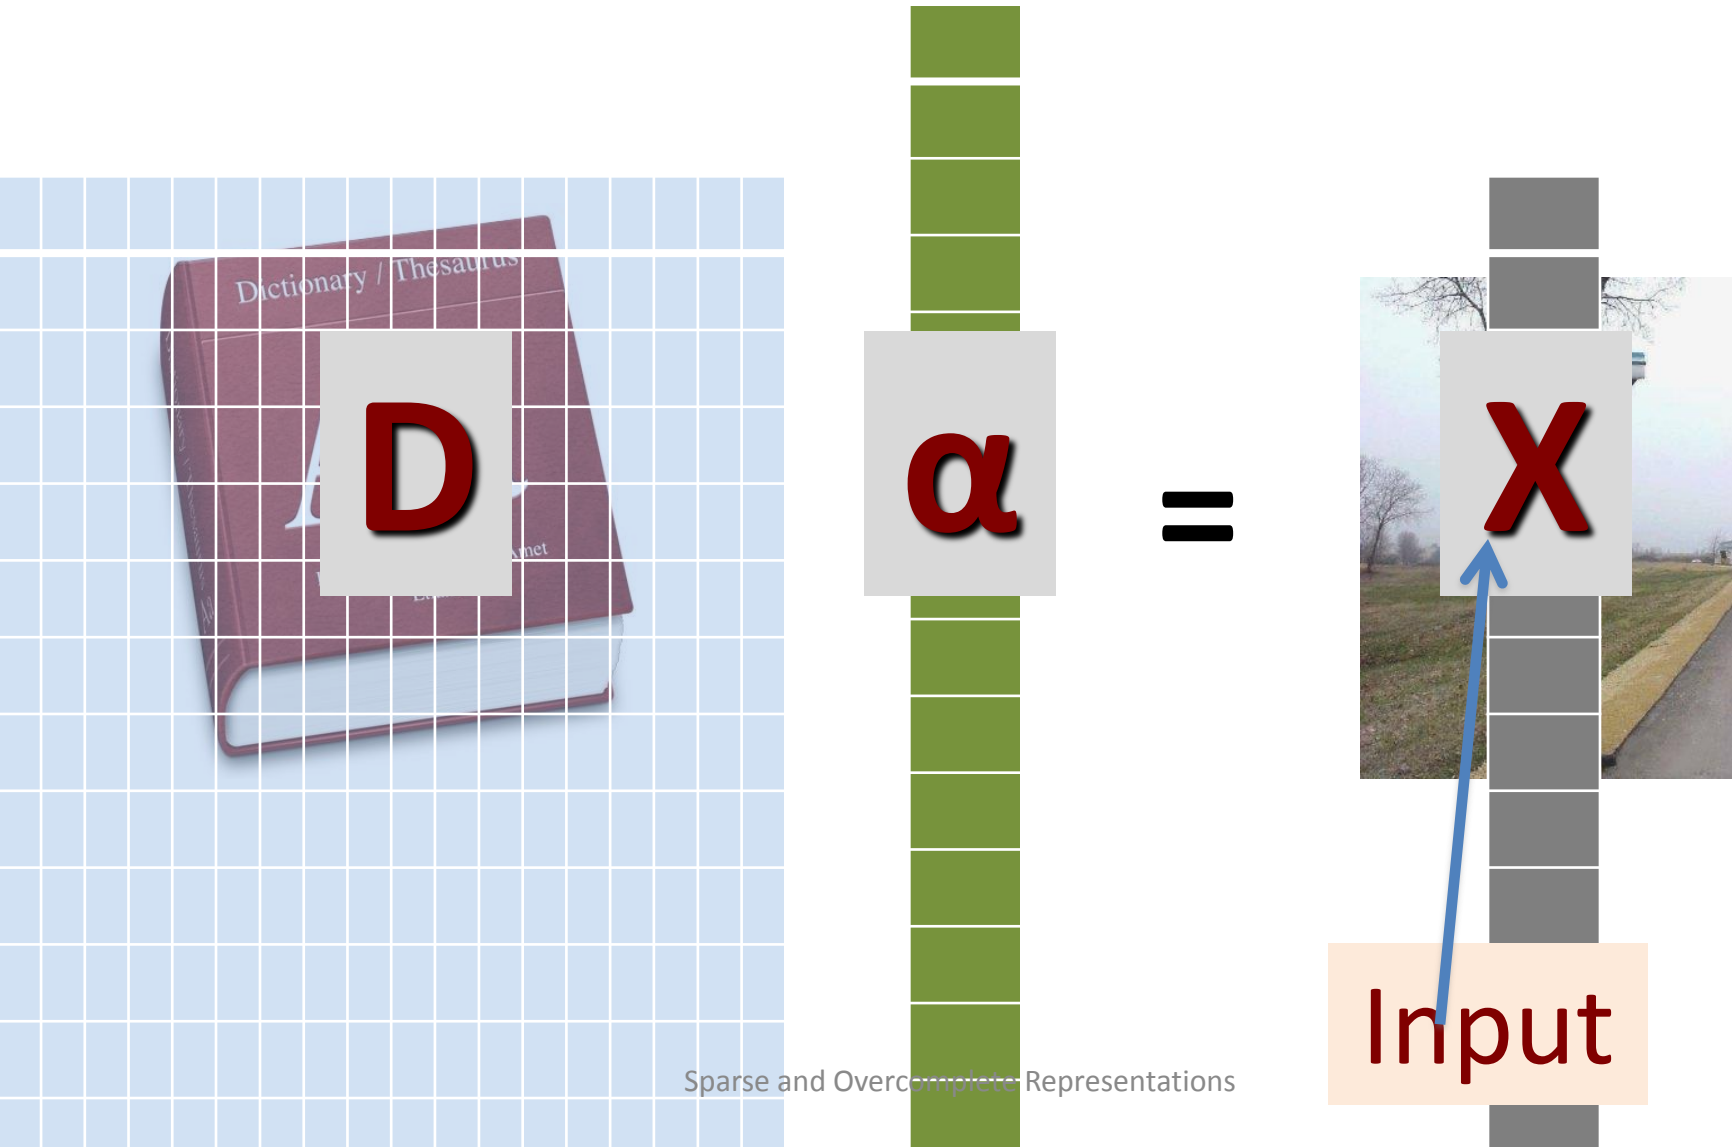 Dictionary / Thesaurus
D
α
=
X
Input
Sparse and Overcomplete Representations